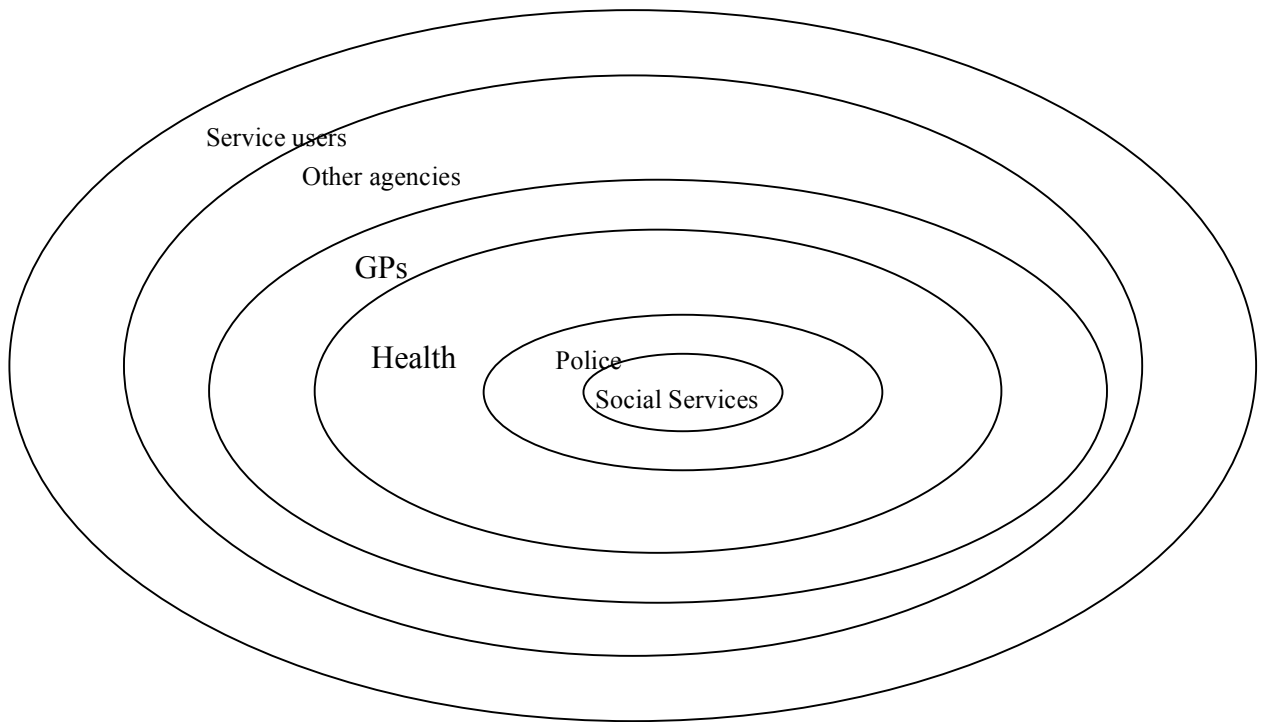 Service users
Other agencies
GPs
Health
Police
Social Services